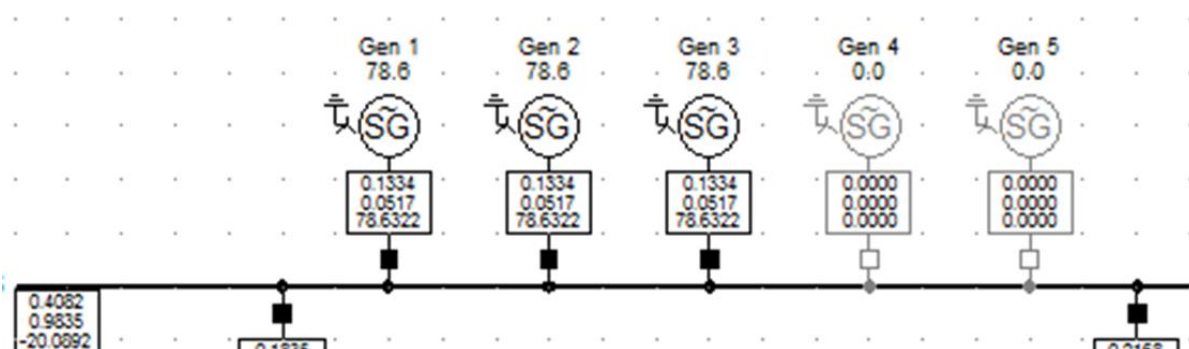 Gen 1 Gen 2 Gen 3 Gen 4 Gen 5
78.6 78.6 78.6 0.0 0.0
SG SG SG SG SG
0.1334 0.1334 0.1334 0.0000 0.0000
0.0517 0.0517 0.0517 0.0000 0.0000
78.6322 78.6322 78.6322 0.0000 0.0000
0.4082
0.9835
-20.0892